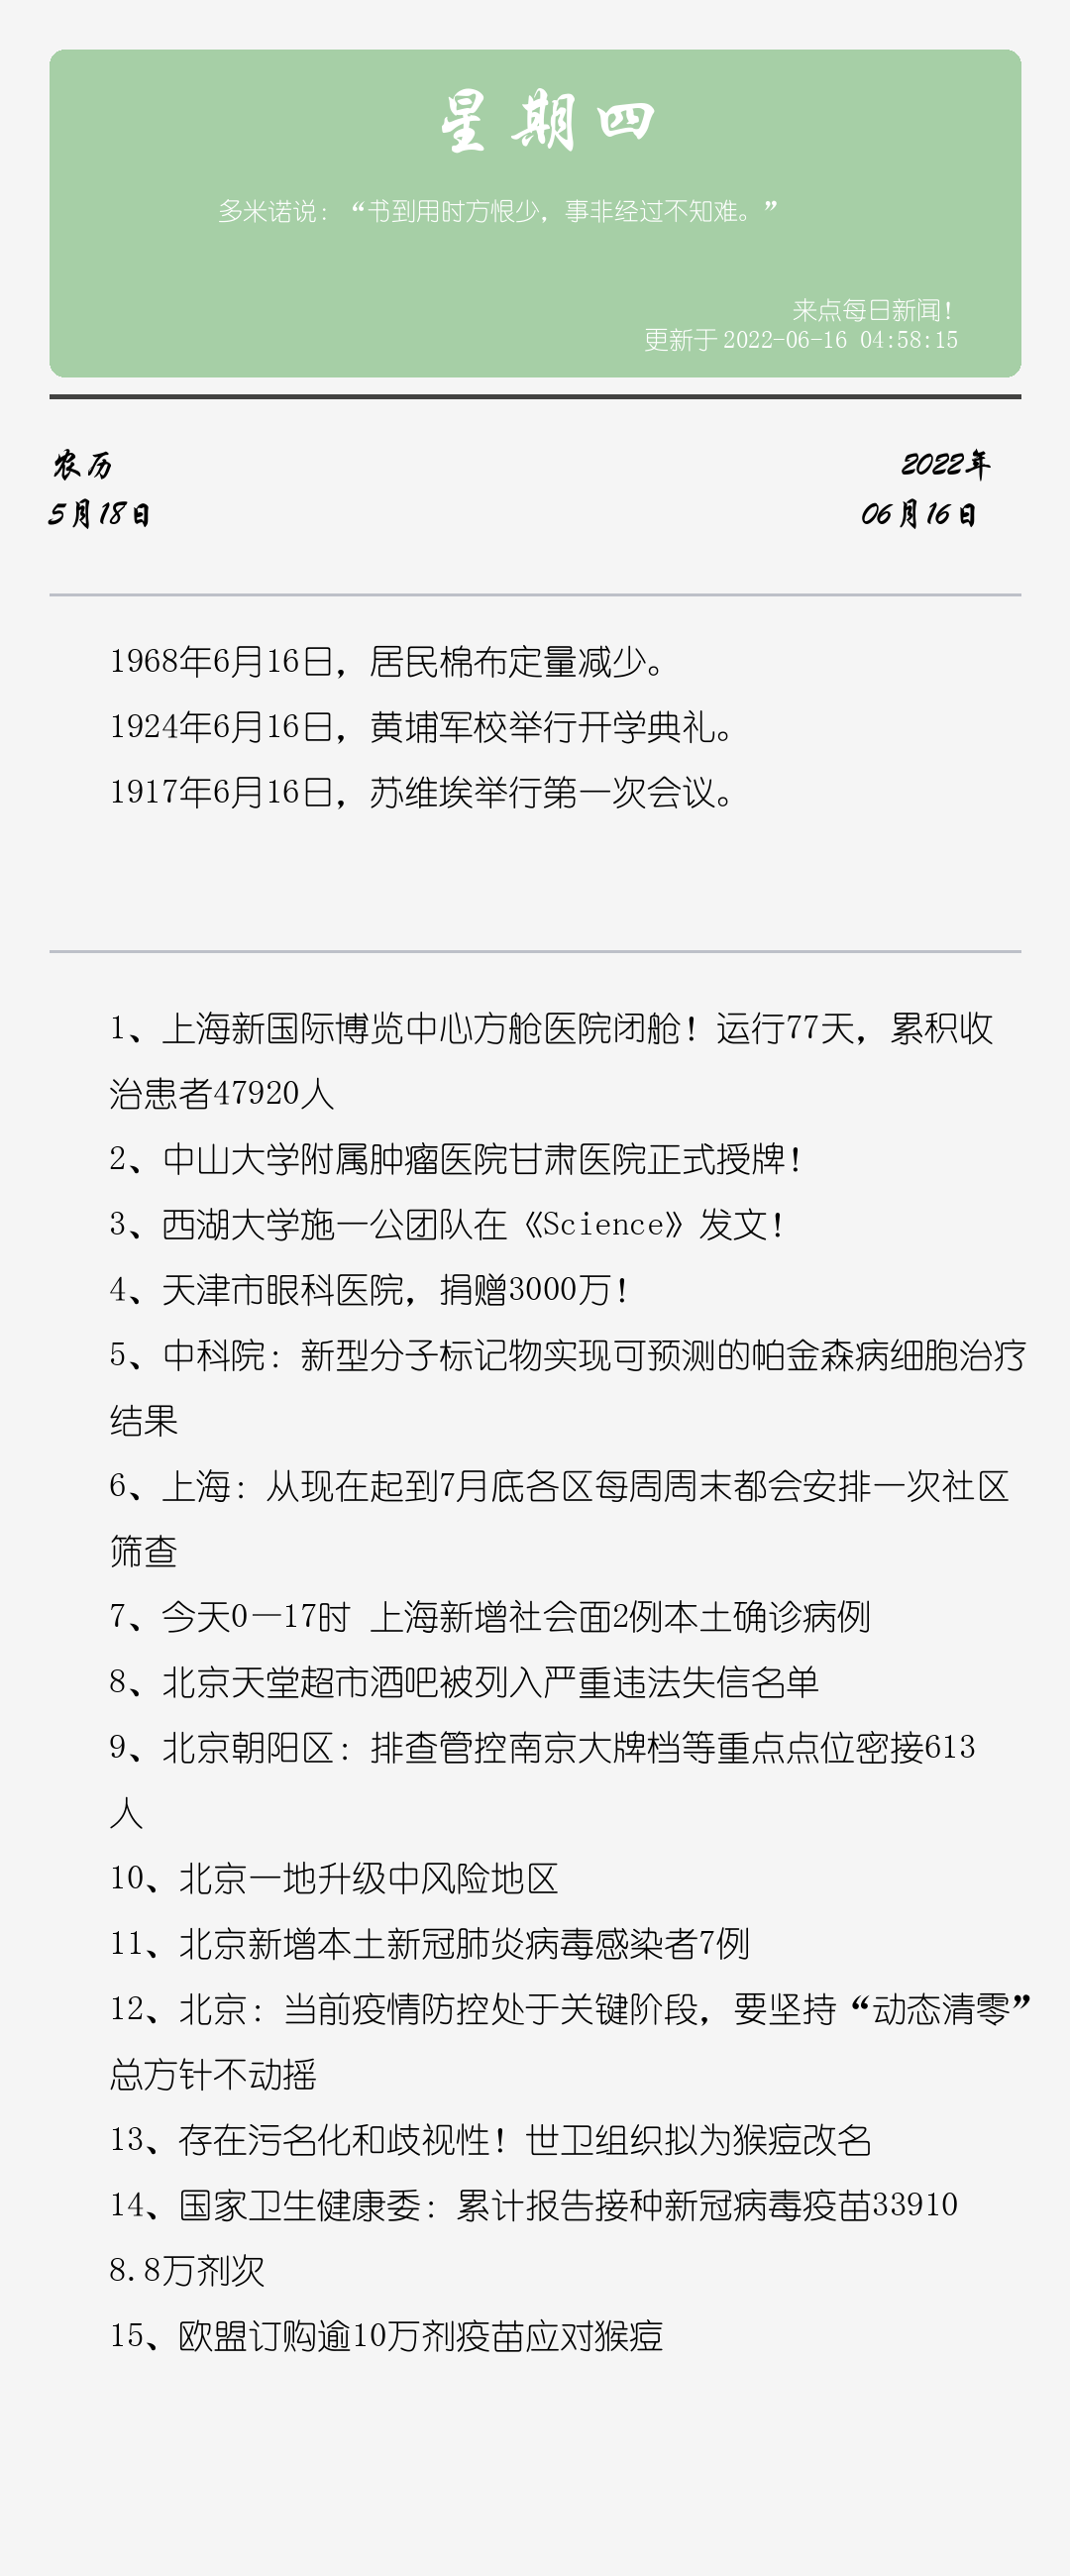 星期四
多米诺说：“书到用时方恨少，事非经过不知难。”
来点每日新闻！
更新于2022-06-16 04:58:15
农历
5月18日
2022年
06月16日
1968年6月16日，居民棉布定量减少。
1924年6月16日，黄埔军校举行开学典礼。
1917年6月16日，苏维埃举行第一次会议。
1、上海新国际博览中心方舱医院闭舱！运行77天，累积收
治患者47920人
2、中山大学附属肿瘤医院甘肃医院正式授牌！
3、西湖大学施一公团队在《Science》发文！
4、天津市眼科医院，捐赠3000万！
5、中科院：新型分子标记物实现可预测的帕金森病细胞治疗
结果
6、上海：从现在起到7月底各区每周周末都会安排一次社区
筛查
7、今天0—17时 上海新增社会面2例本土确诊病例
8、北京天堂超市酒吧被列入严重违法失信名单
9、北京朝阳区：排查管控南京大牌档等重点点位密接613
人
10、北京一地升级中风险地区
11、北京新增本土新冠肺炎病毒感染者7例
12、北京：当前疫情防控处于关键阶段，要坚持“动态清零”
总方针不动摇
13、存在污名化和歧视性！世卫组织拟为猴痘改名
14、国家卫生健康委：累计报告接种新冠病毒疫苗33910
8.8万剂次
15、欧盟订购逾10万剂疫苗应对猴痘